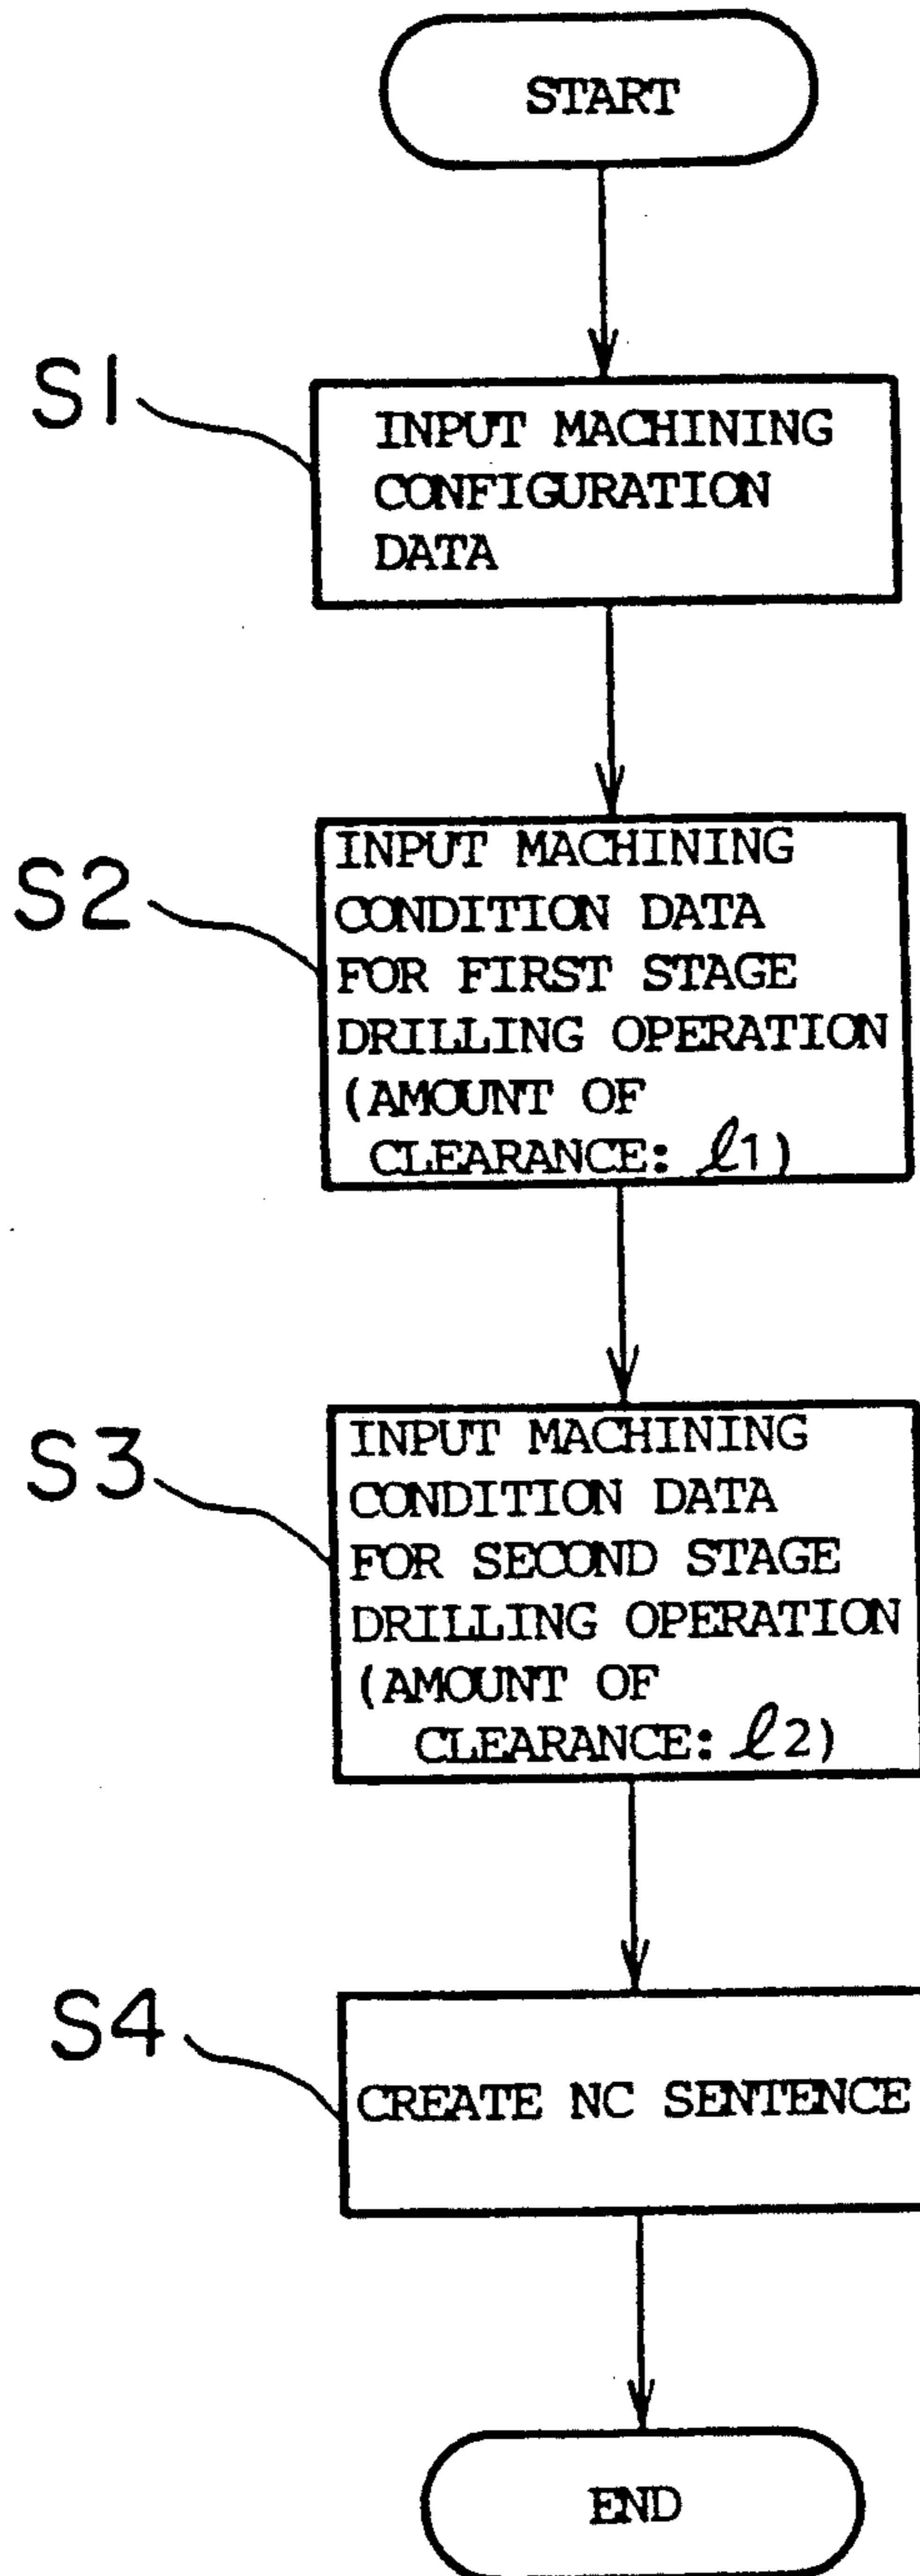 START
S1
INPUT MACHINING
CONFIGURATION
DATA
S2
INPUT MACHINING
CONDITION DATA
FOR FIRST STAGE
DRILLING OPERATION
(AMOUNT OF
CLEARANCE: ℓ1)
S3
INPUT MACHINING
CONDITION DATA
FOR SECOND STAGE
DRILLING OPERATION
(AMOUNT OF
CLEARANCE: ℓ2)
S4
CREATE NC SENTENCE
END